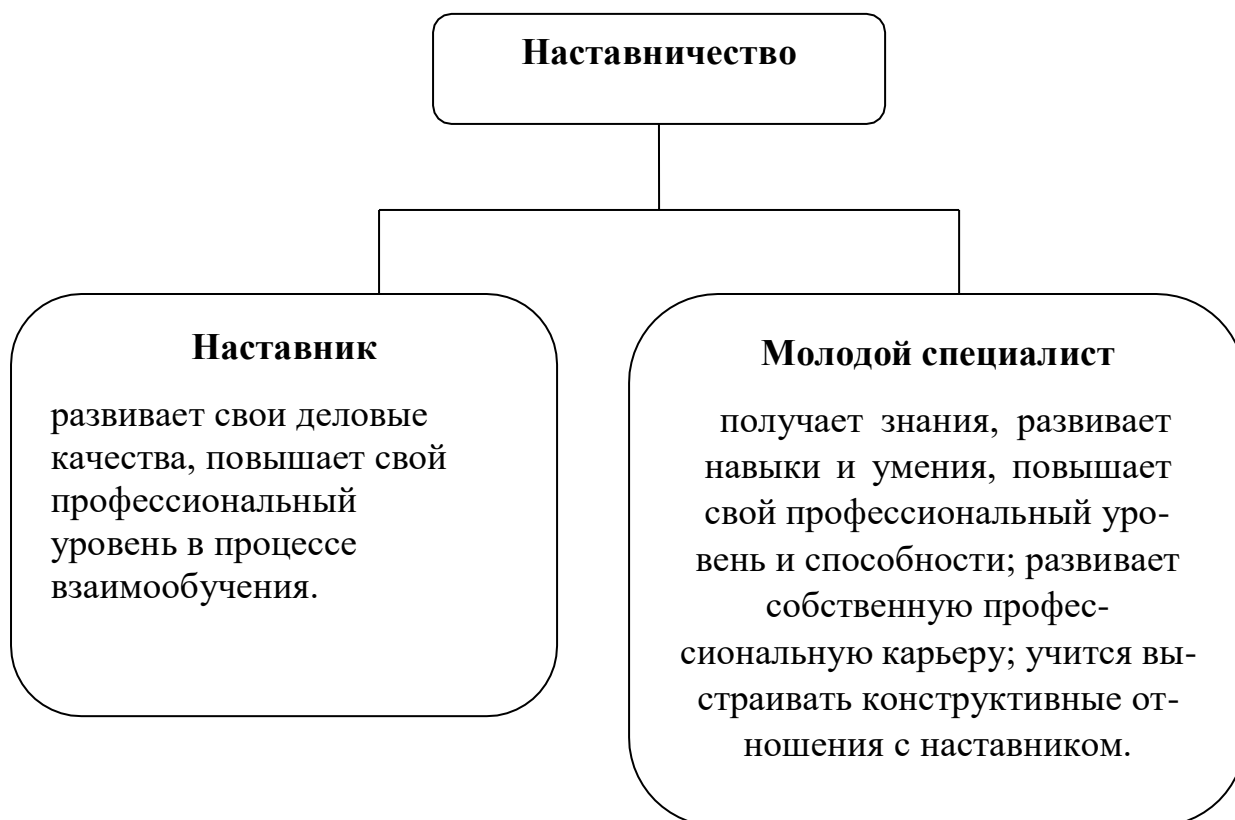 Наставничество
Наставник
развивает свои деловые
качества, повышает свой
профессиональный
уровень в процессе
взаимообучения.
Молодой специалист
получает знания, развивает
навыки и умения, повышает
свой профессиональный уро-
вень и способности; развивает
собственную профес-
сиональную карьеру; учится вы-
страивать конструктивные от-
ношения с наставником.